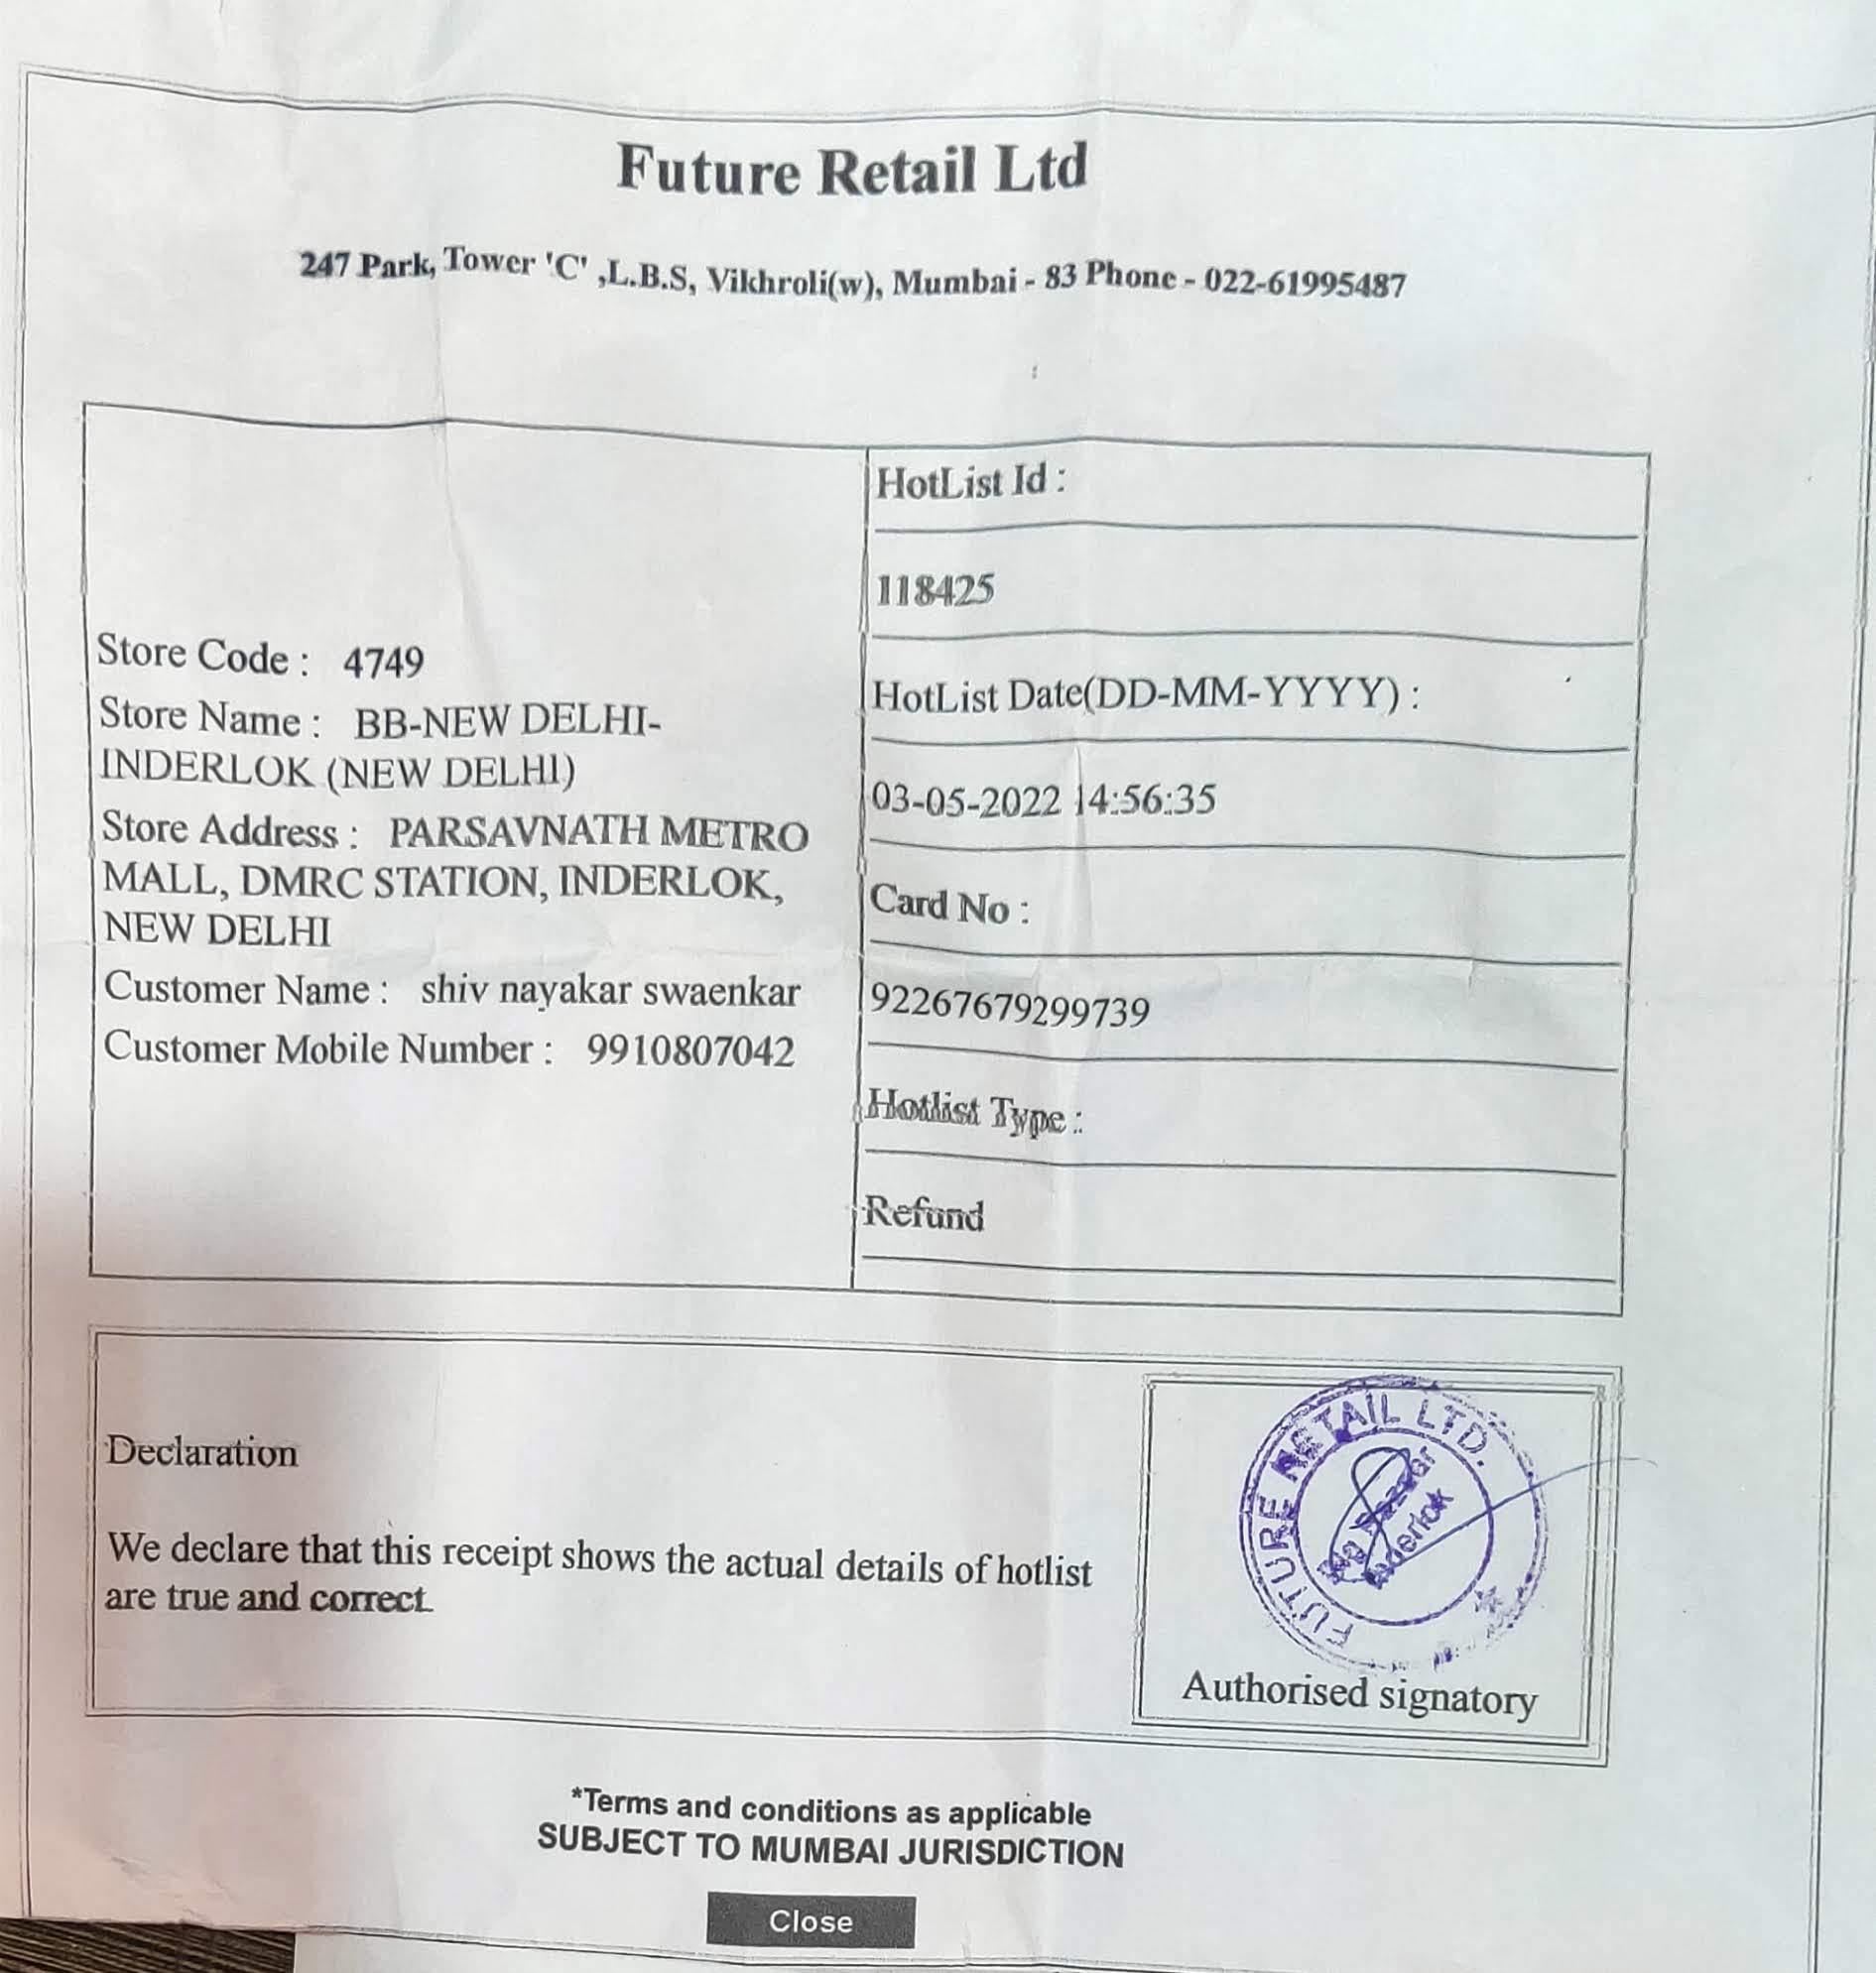 Future Retail Ltd
247 Park, Tower 'C' ,L.B.S, Vikhroli(w), Mumbai - 83 Phone - 022-61995487
Store Code : 4749
Store Name : BB-NEW DELHI-
INDERLOK (NEW DELHI)
Store Address : PARSAVNATH METRO
MALL, DMRC STATION, INDERLOK,
NEW DELHI
Customer Name : shiv nayakar swaenkar
Customer Mobile Number : 9910807042
HotList Id :
118425
HotList Date(DD-MM-YYYY) :
03-05-2022 14:56:35
Card No :
92267679299739
Hotlist Type :
Refund
Declaration
We declare that this receipt shows the actual details of hotlist
are true and correct
FUTURE RETAIL LTD.
Big Bazaar
Inderlok
Authorised signatory
*Terms and conditions as applicable
SUBJECT TO MUMBAI JURISDICTION
Close